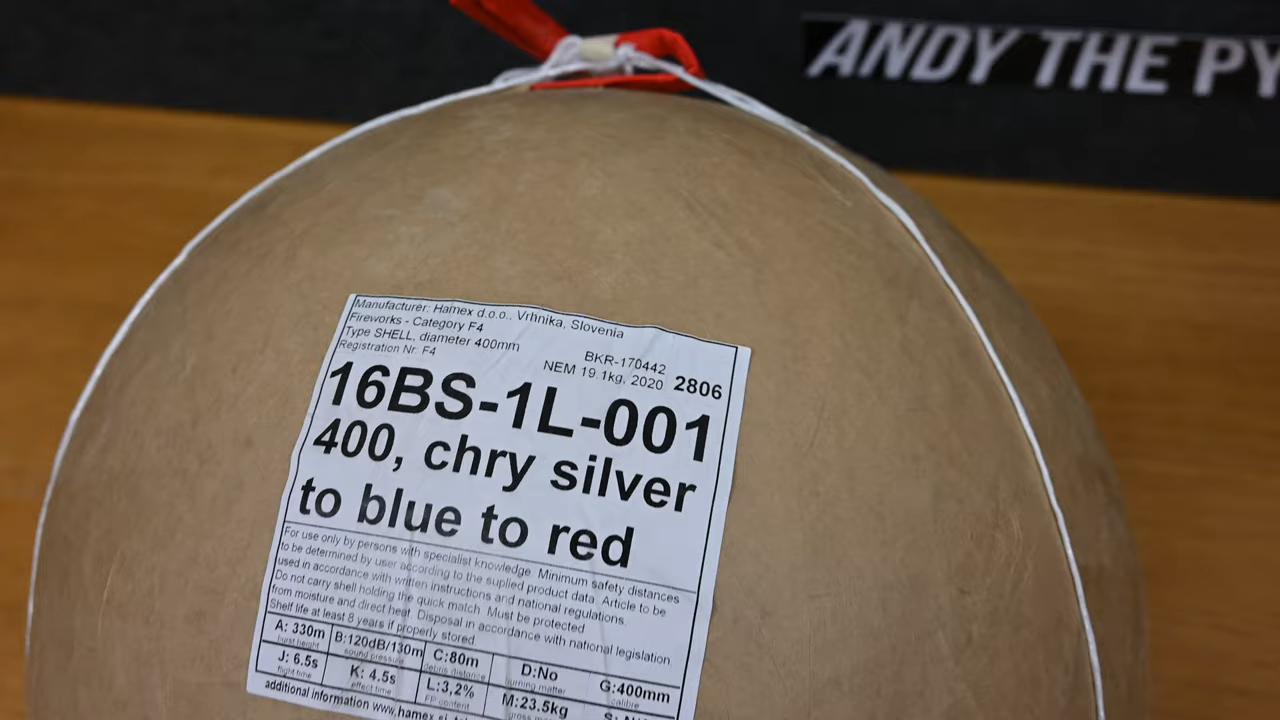 ANDY THE PY
Manufacturer: Hamex d.o.o., Vrhnika, Slovenia
Fireworks - Category F4
Type SHELL, diameter 400mm
Registration Nr. F4
BKR-170442
NEM 19.1kg, 2020 2806
16BS-1L-001
400, chry silver
to blue to red
For use only by persons with specialist knowledge. Minimum safety distances
to be determined by user according to the suplied product data. Article to be
used in accordance with written instructions and national regulations.
Do not carry shell holding the quick match. Must be protected
from moisture and direct heat. Disposal in accordance with national legislation.
Shelf life at least 8 years if properly stored
A: 330m B:120dB/130m C:80m D:No G:400mm
burst height sound pressure debris distance burning matter calibre
J: 6.5s K: 4.5s L:3,2% M:23.5kg
flight time effect time FP content
additional information www.hamex.si